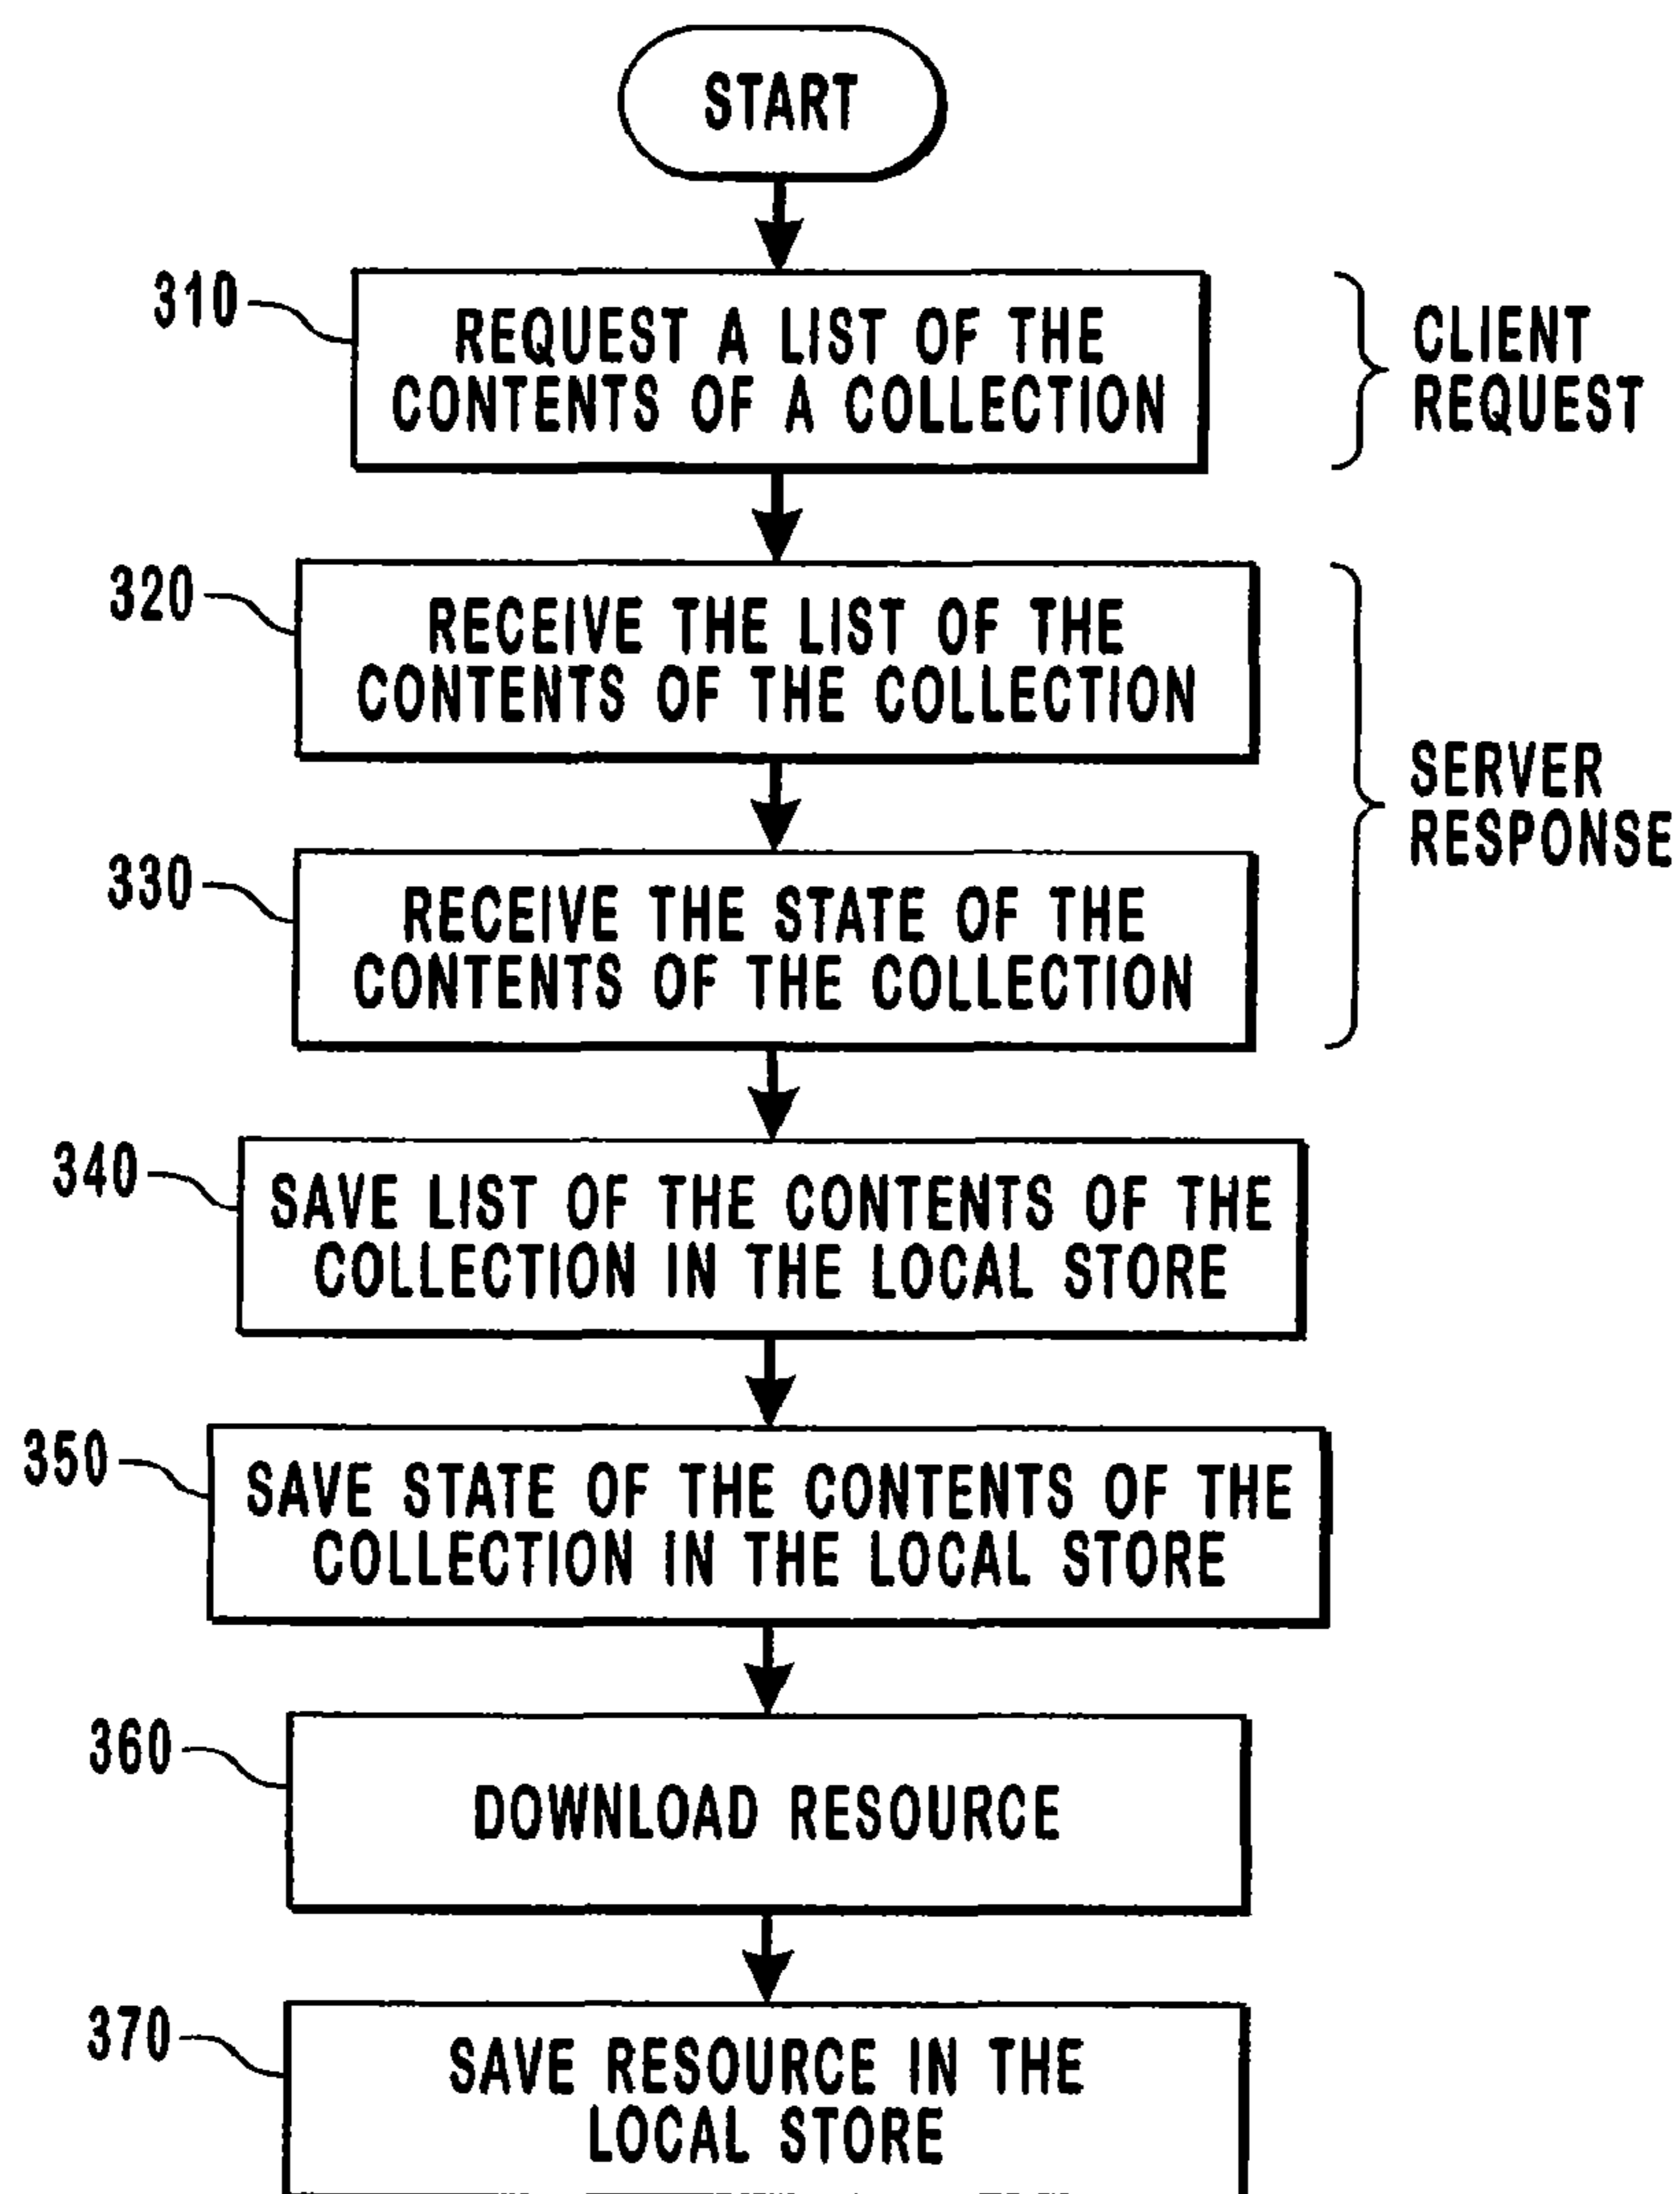 START
310
REQUEST A LIST OF THE
CONTENTS OF A COLLECTION
CLIENT
REQUEST
320
RECEIVE THE LIST OF THE
CONTENTS OF THE COLLECTION
SERVER
RESPONSE
330
RECEIVE THE STATE OF THE
CONTENTS OF THE COLLECTION
340
SAVE LIST OF THE CONTENTS OF THE
COLLECTION IN THE LOCAL STORE
350
SAVE STATE OF THE CONTENTS OF THE
COLLECTION IN THE LOCAL STORE
360
DOWNLOAD RESOURCE
370
SAVE RESOURCE IN THE
LOCAL STORE